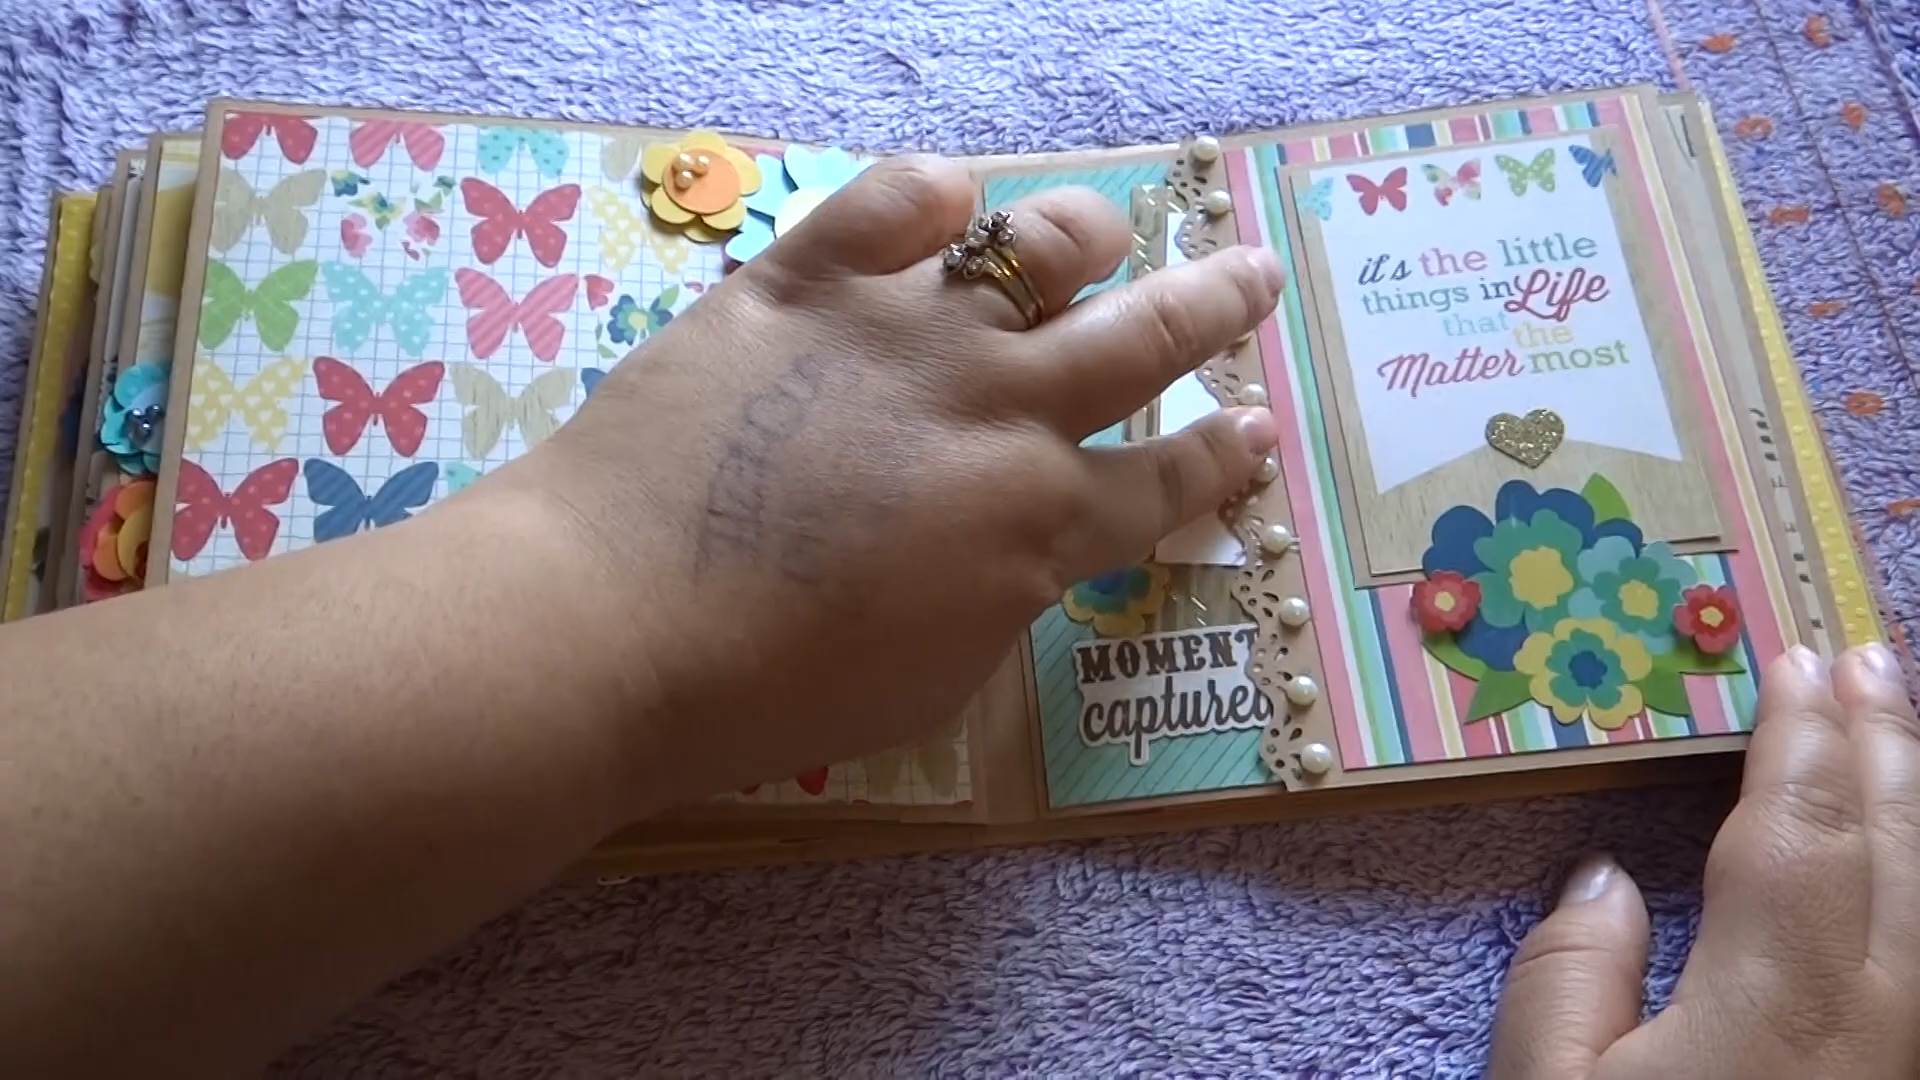 it's the little
things in Life
that the
Matter most
MOMENT
captured